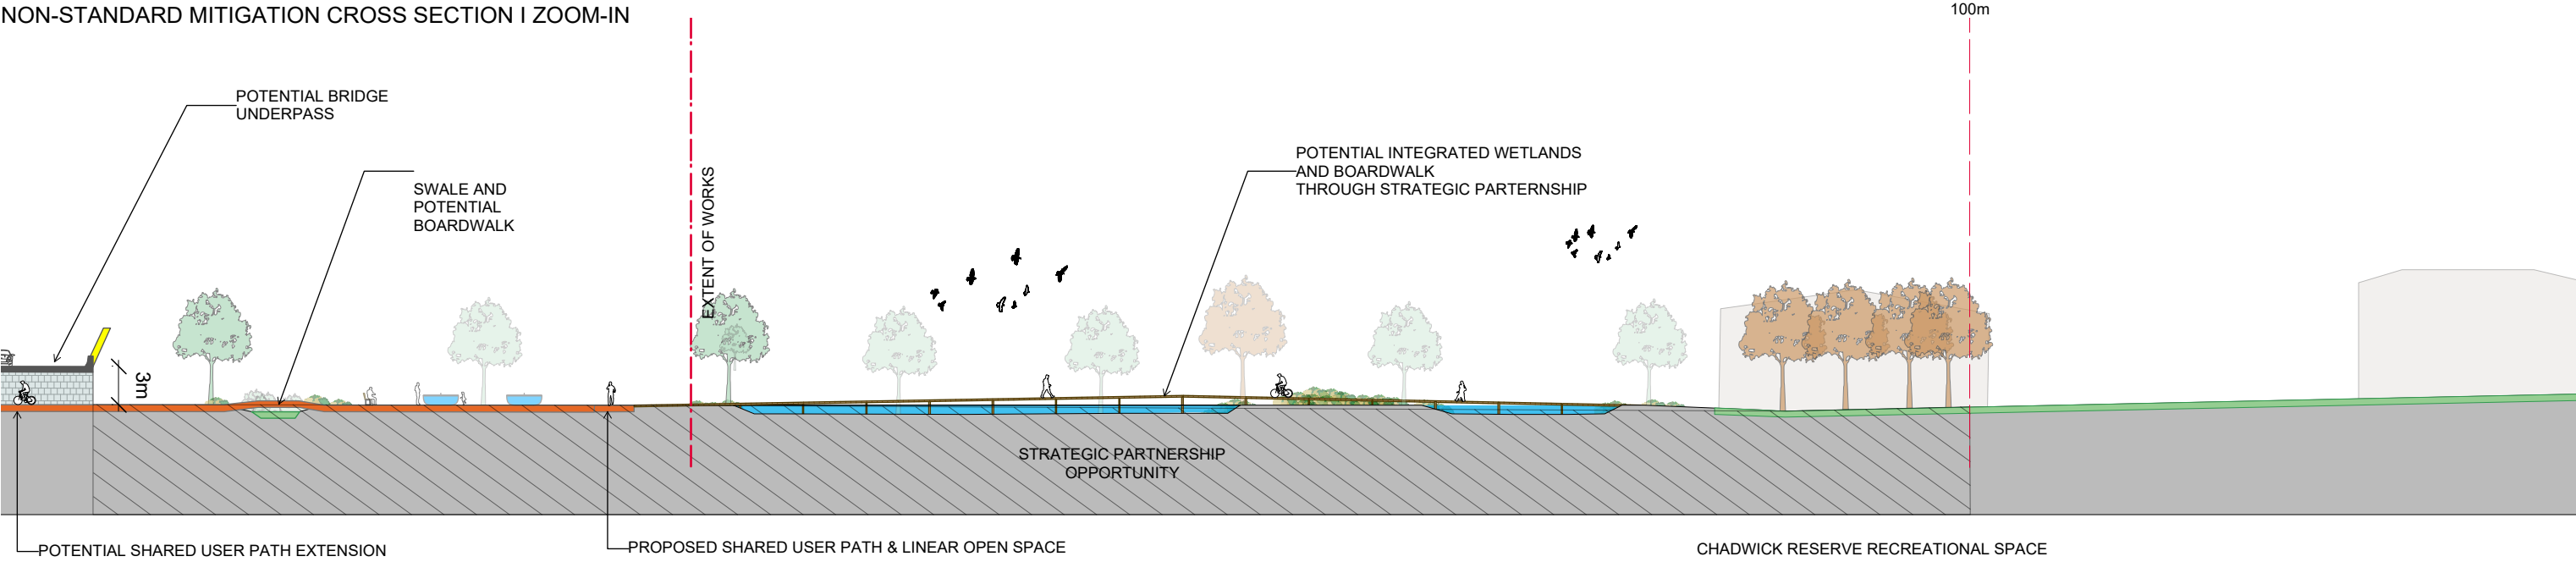 NON-STANDARD MITIGATION CROSS SECTION I ZOOM-IN
100m
POTENTIAL BRIDGE
UNDERPASS
SWALE AND
POTENTIAL
BOARDWALK
EXTENT OF WORKS
POTENTIAL INTEGRATED WETLANDS
AND BOARDWALK
THROUGH STRATEGIC PARTERNSHIP
3m
STRATEGIC PARTNERSHIP
OPPORTUNITY
POTENTIAL SHARED USER PATH EXTENSION
PROPOSED SHARED USER PATH & LINEAR OPEN SPACE
CHADWICK RESERVE RECREATIONAL SPACE